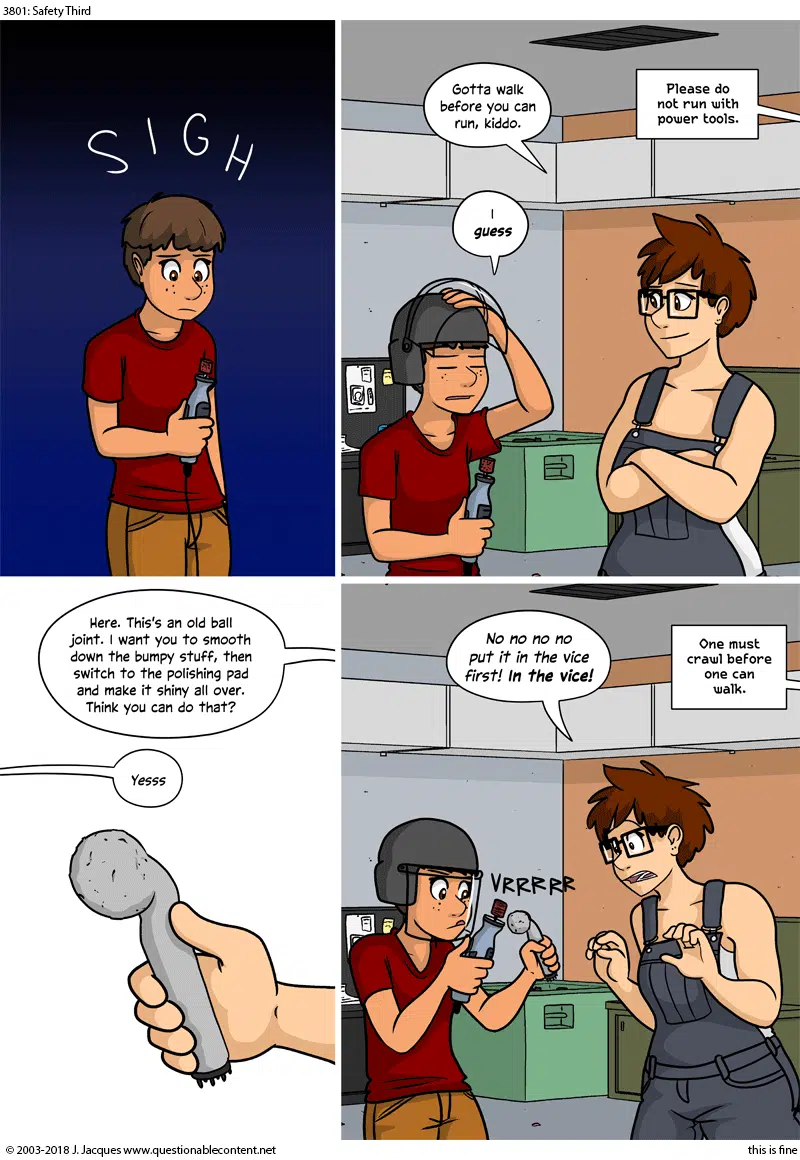 3801: Safety Third
SIGH
Gotta walk
before you can
run, kiddo.
Please do
not run with
power tools.
I
guess
Here. This's an old ball
joint. I want you to smooth
down the bumpy stuff, then
switch to the polishing pad
and make it shiny all over.
Think you can do that?
Yesss
No no no no
put it in the vice
first! In the vice!
One must
crawl before
one can
walk.
VRRRRR
© 2003-2018 J. Jacques www.questionablecontent.net
this is fine